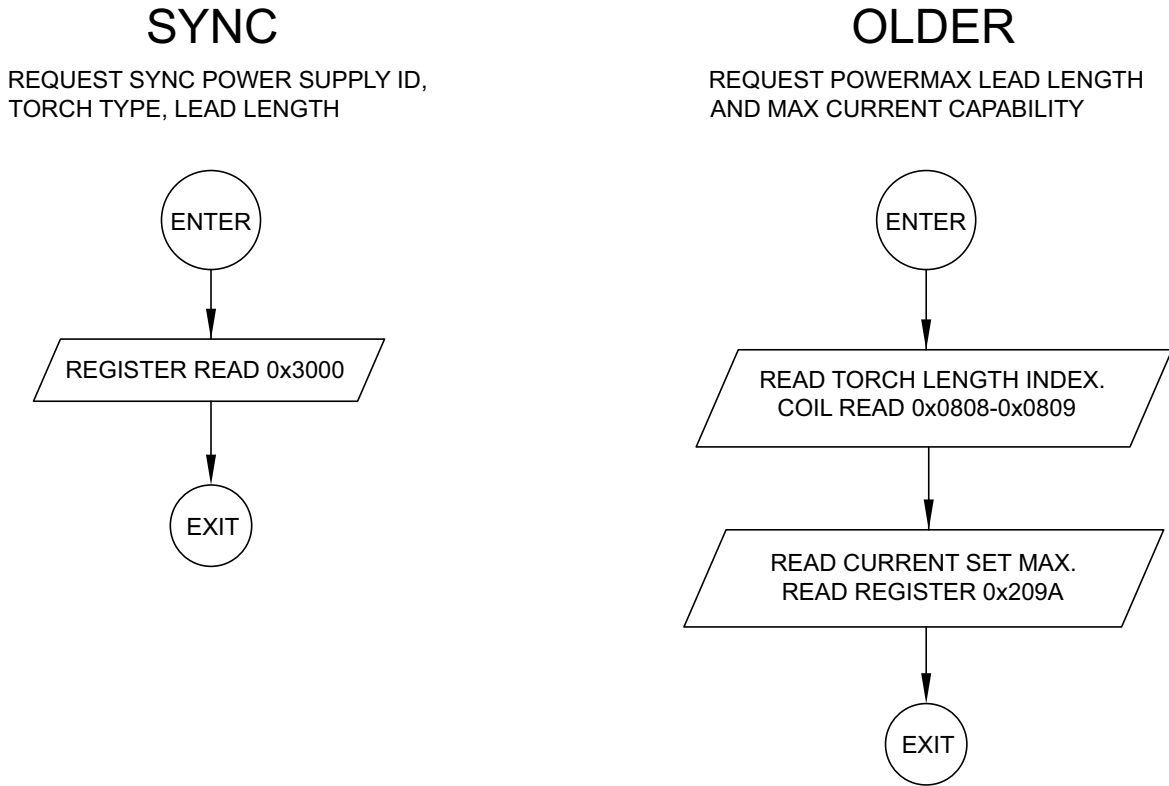 SYNC
REQUEST SYNC POWER SUPPLY ID,
TORCH TYPE, LEAD LENGTH
ENTER
REGISTER READ 0x3000
EXIT
OLDER
REQUEST POWERMAX LEAD LENGTH
AND MAX CURRENT CAPABILITY
ENTER
READ TORCH LENGTH INDEX.
COIL READ 0x0808-0x0809
READ CURRENT SET MAX.
READ REGISTER 0x209A
EXIT